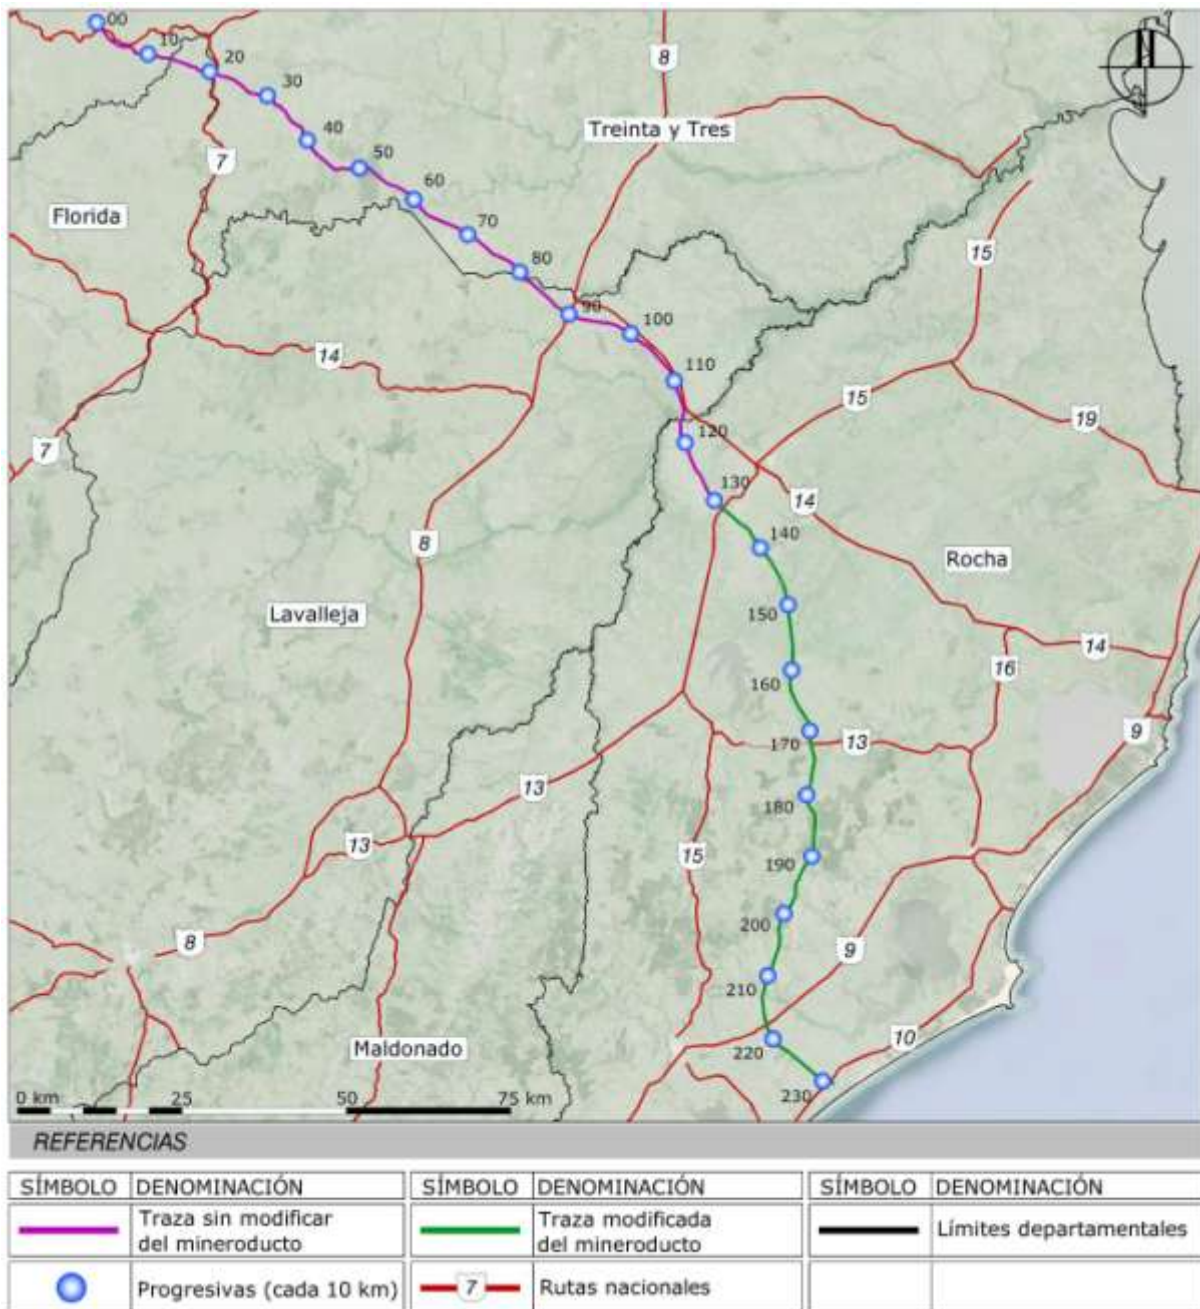 00
10
20
30
40
50
60
70
80
90
100
110
120
130
140
150
160
170
180
190
200
210
220
230
N
8
Treinta y Tres
7
Florida
15
14
15
19
7
14
8
Rocha
Lavalleja
14
16
9
13
13
13
15
8
9
10
Maldonado
0 km 25 50 75 km
REFERENCIAS
SÍMBOLO DENOMINACIÓN SÍMBOLO DENOMINACIÓN SÍMBOLO DENOMINACIÓN
Traza sin modificar
del mineroducto
Traza modificada
del mineroducto
Límites departamentales
Progresivas (cada 10 km)
7 Rutas nacionales